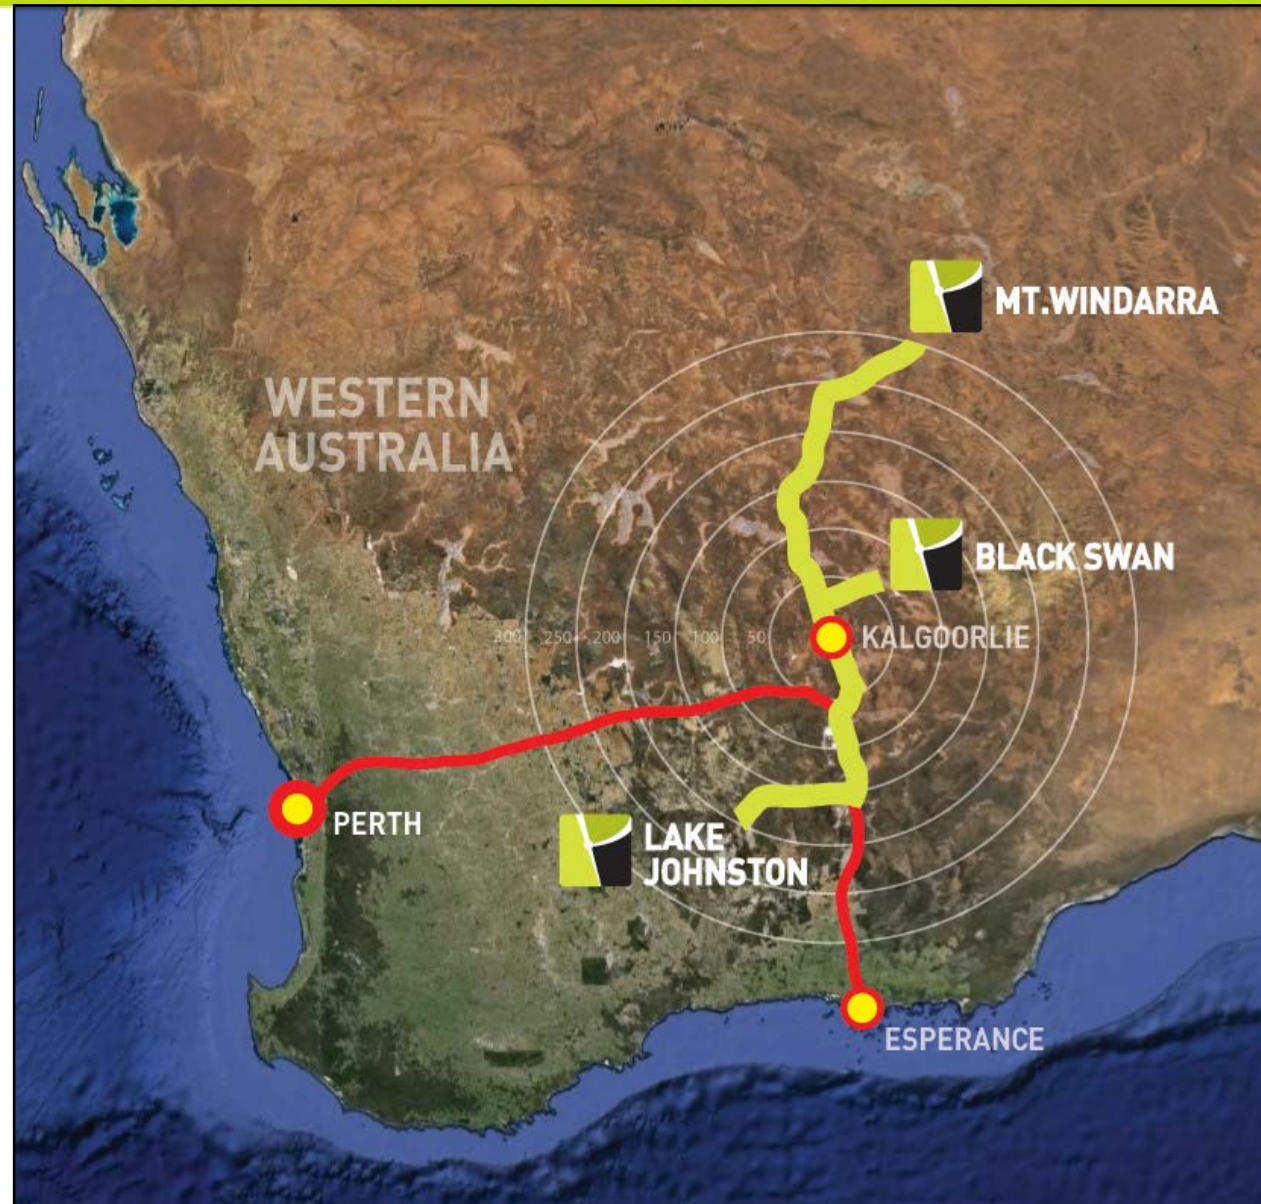 MT.WINDARRA
WESTERN
AUSTRALIA
BLACK SWAN
300 250 200 150 100 50
KALGOORLIE
PERTH
LAKE
JOHNSTON
ESPERANCE